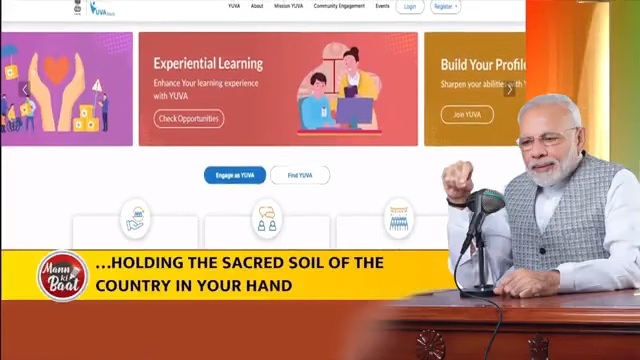 YUVA
YUVA
About
Mission YUVA
Community Engagement
Events
Login
Register
Experiential Learning
Enhance Your learning experience
with YUVA
Check Opportunities
Build Your Profile
Sharpen your abilities with
Join YUVA
Engage as YUVA
Find YUVA
Mann
ki
Baat
...HOLDING THE SACRED SOIL OF THE
COUNTRY IN YOUR HAND